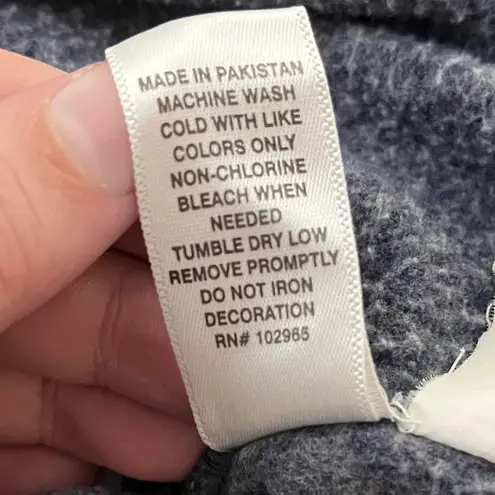 MADE IN PAKISTAN
MACHINE WASH
COLD WITH LIKE
COLORS ONLY
NON-CHLORINE
BLEACH WHEN
NEEDED
TUMBLE DRY LOW
REMOVE PROMPTLY
DO NOT IRON
DECORATION
RN# 102965